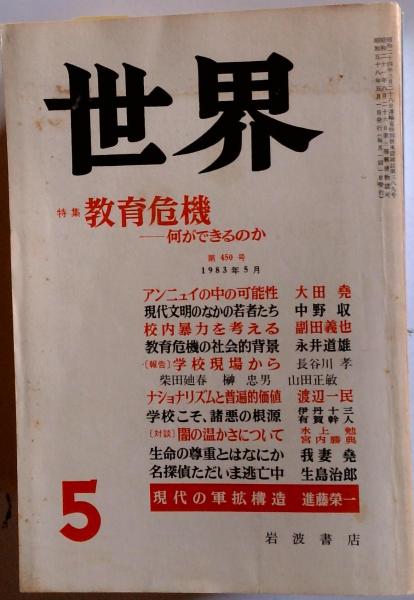 世界
特集 教育危機
──何ができるのか
第450号
1983年5月
アンニュイの中の可能性 大田 堯
現代文明のなかの若者たち 中野 収
校内暴力を考える 副田義也
教育危機の社会的背景 永井道雄
〔報告〕学校現場から 長谷川 孝
柴田廸春 榊 忠男 山田正敏
ナショナリズムと普遍的価値 渡辺一民
学校こそ、諸悪の根源 伊丹十三 有賀幹人
〔対談〕闇の温かさについて 水上 勉 宮内勝典
生命の尊重とはなにか 我妻 堯
名探偵ただいま逃亡中 生島治郎
現代の軍拡構造 進藤榮一
5
岩波書店